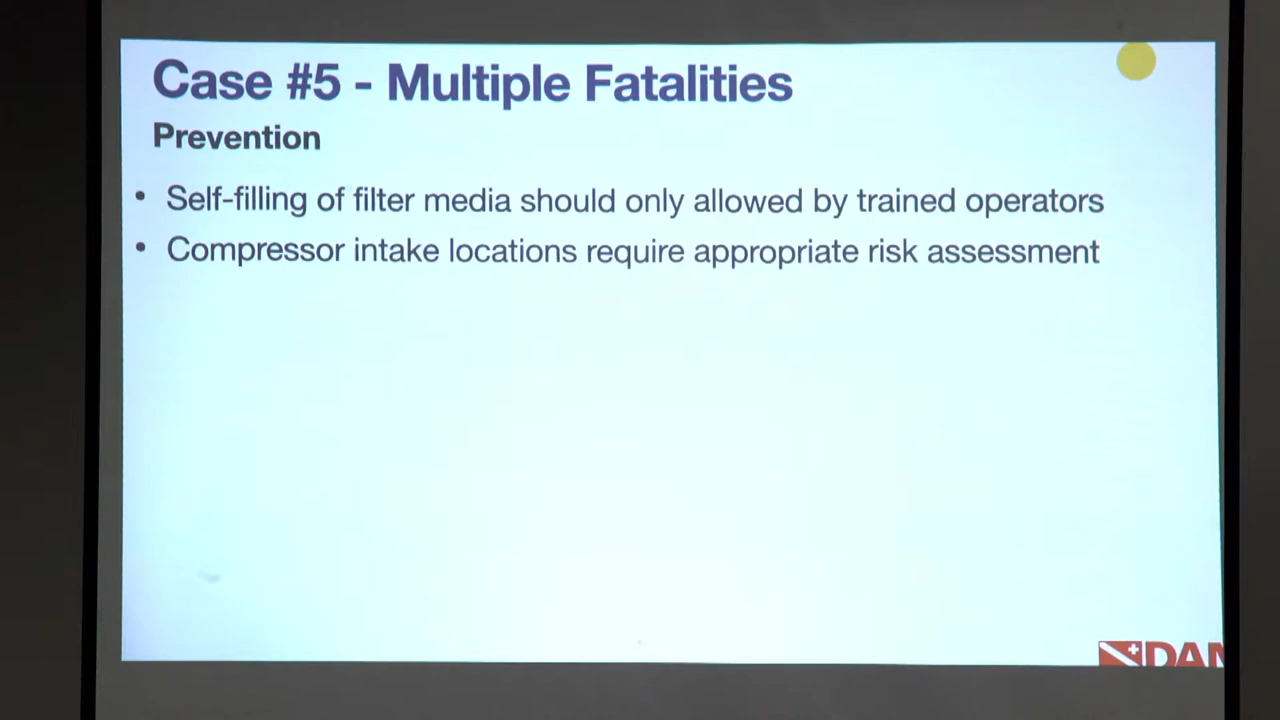 Case #5 - Multiple Fatalities
Prevention
• Self-filling of filter media should only allowed by trained operators
• Compressor intake locations require appropriate risk assessment
DAN